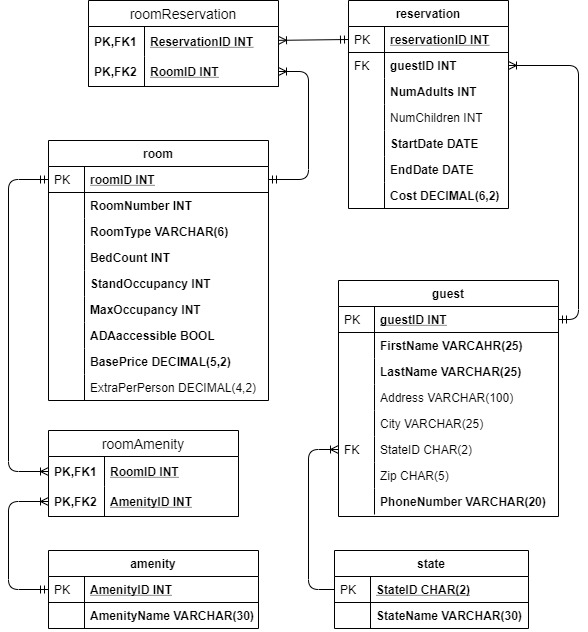 roomReservation
PK,FK1 ReservationID INT
PK,FK2 RoomID INT
reservation
PK reservationID INT
FK guestID INT
NumAdults INT
NumChildren INT
StartDate DATE
EndDate DATE
Cost DECIMAL(6,2)
room
PK roomID INT
RoomNumber INT
RoomType VARCHAR(6)
BedCount INT
StandOccupancy INT
MaxOccupancy INT
ADAaccessible BOOL
BasePrice DECIMAL(5,2)
ExtraPerPerson DECIMAL(4,2)
guest
PK guestID INT
FirstName VARCAHR(25)
LastName VARCHAR(25)
Address VARCHAR(100)
City VARCHAR(25)
FK StateID CHAR(2)
Zip CHAR(5)
PhoneNumber VARCHAR(20)
roomAmenity
PK,FK1 RoomID INT
PK,FK2 AmenityID INT
amenity
PK AmenityID INT
AmenityName VARCHAR(30)
state
PK StateID CHAR(2)
StateName VARCHAR(30)